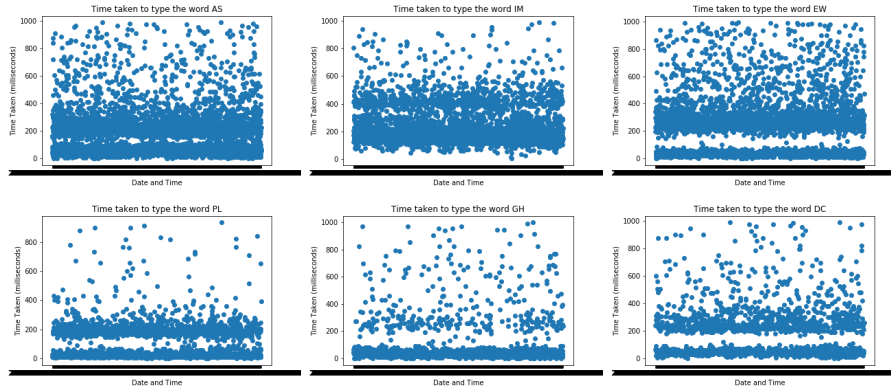 Time taken to type the word AS
Time Taken (milliseconds)
1000
800
600
400
200
0
Date and Time
Time taken to type the word IM
Time Taken (milliseconds)
1000
800
600
400
200
0
Date and Time
Time taken to type the word EW
Time Taken (milliseconds)
1000
800
600
400
200
0
Date and Time
Time taken to type the word PL
Time Taken (milliseconds)
800
600
400
200
0
Date and Time
Time taken to type the word GH
Time Taken (milliseconds)
1000
800
600
400
200
0
Date and Time
Time taken to type the word DC
Time Taken (milliseconds)
1000
800
600
400
200
0
Date and Time